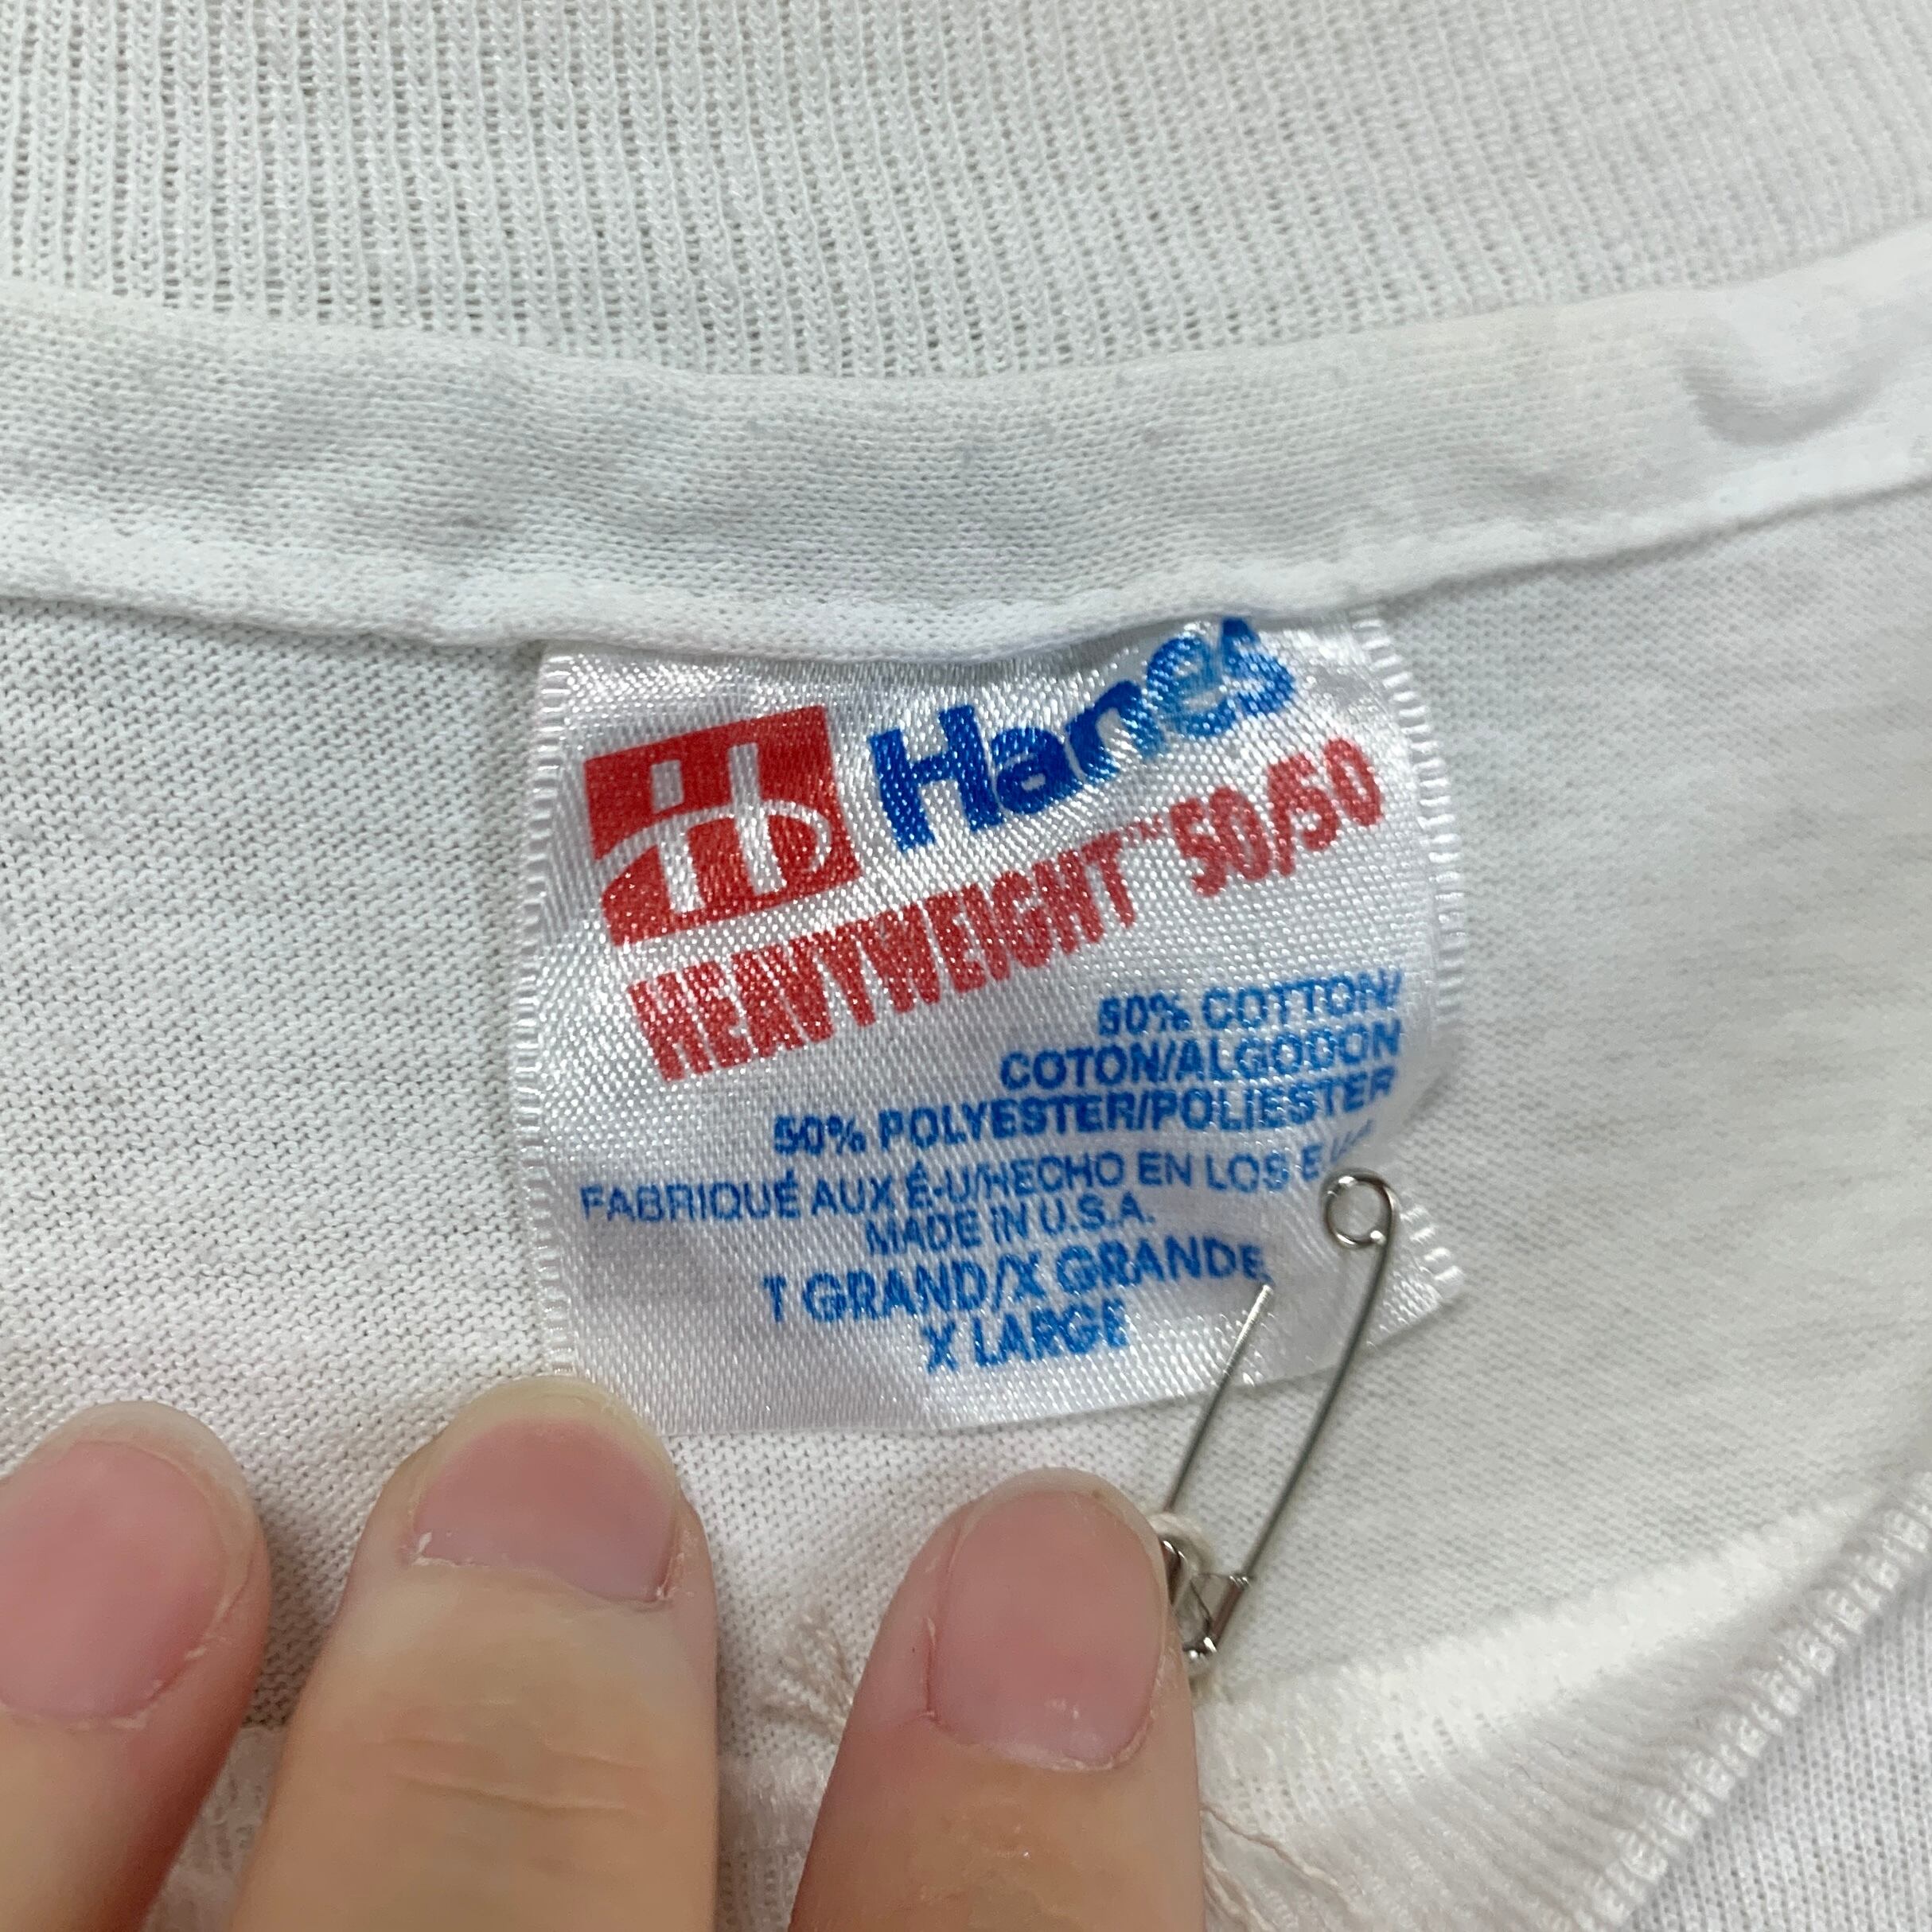 Hanes
HEAVYWEIGHT™ 50/50
50% COTTON/
COTON/ALGODON
50% POLYESTER/POLIESTER
FABRIQUÉ AUX É-U/HECHO EN LOS E
MADE IN U.S.A.
T GRAND/X GRANDE
X LARGE